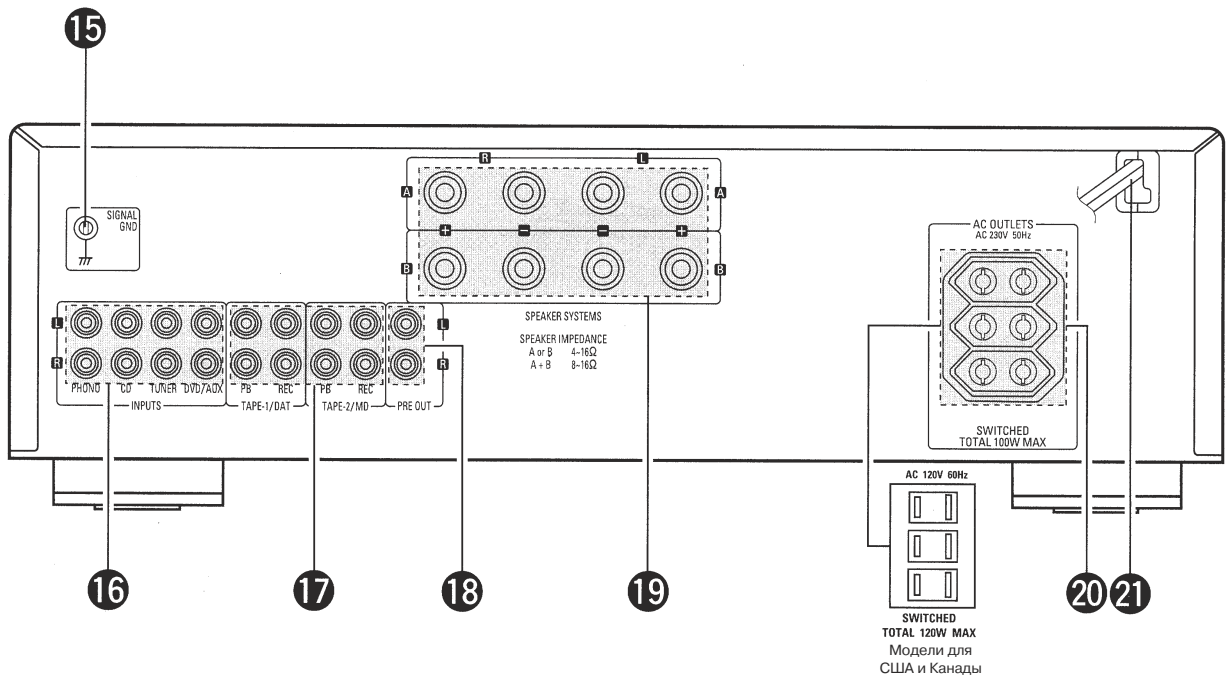 15
R L
A A
SIGNAL
GND
+ − − +
B B
AC OUTLETS
AC 230V 50Hz
SPEAKER SYSTEMS
SPEAKER IMPEDANCE
A or B 4~16Ω
A + B 8~16Ω
L L
R R
PHONO CD TUNER DVD/AUX PB REC PB REC
INPUTS TAPE-1/DAT TAPE-2/MD PRE OUT
SWITCHED
TOTAL 100W MAX
AC 120V 60Hz
16 17 18 19 20 21
SWITCHED
TOTAL 120W MAX
Модели для
США и Канады